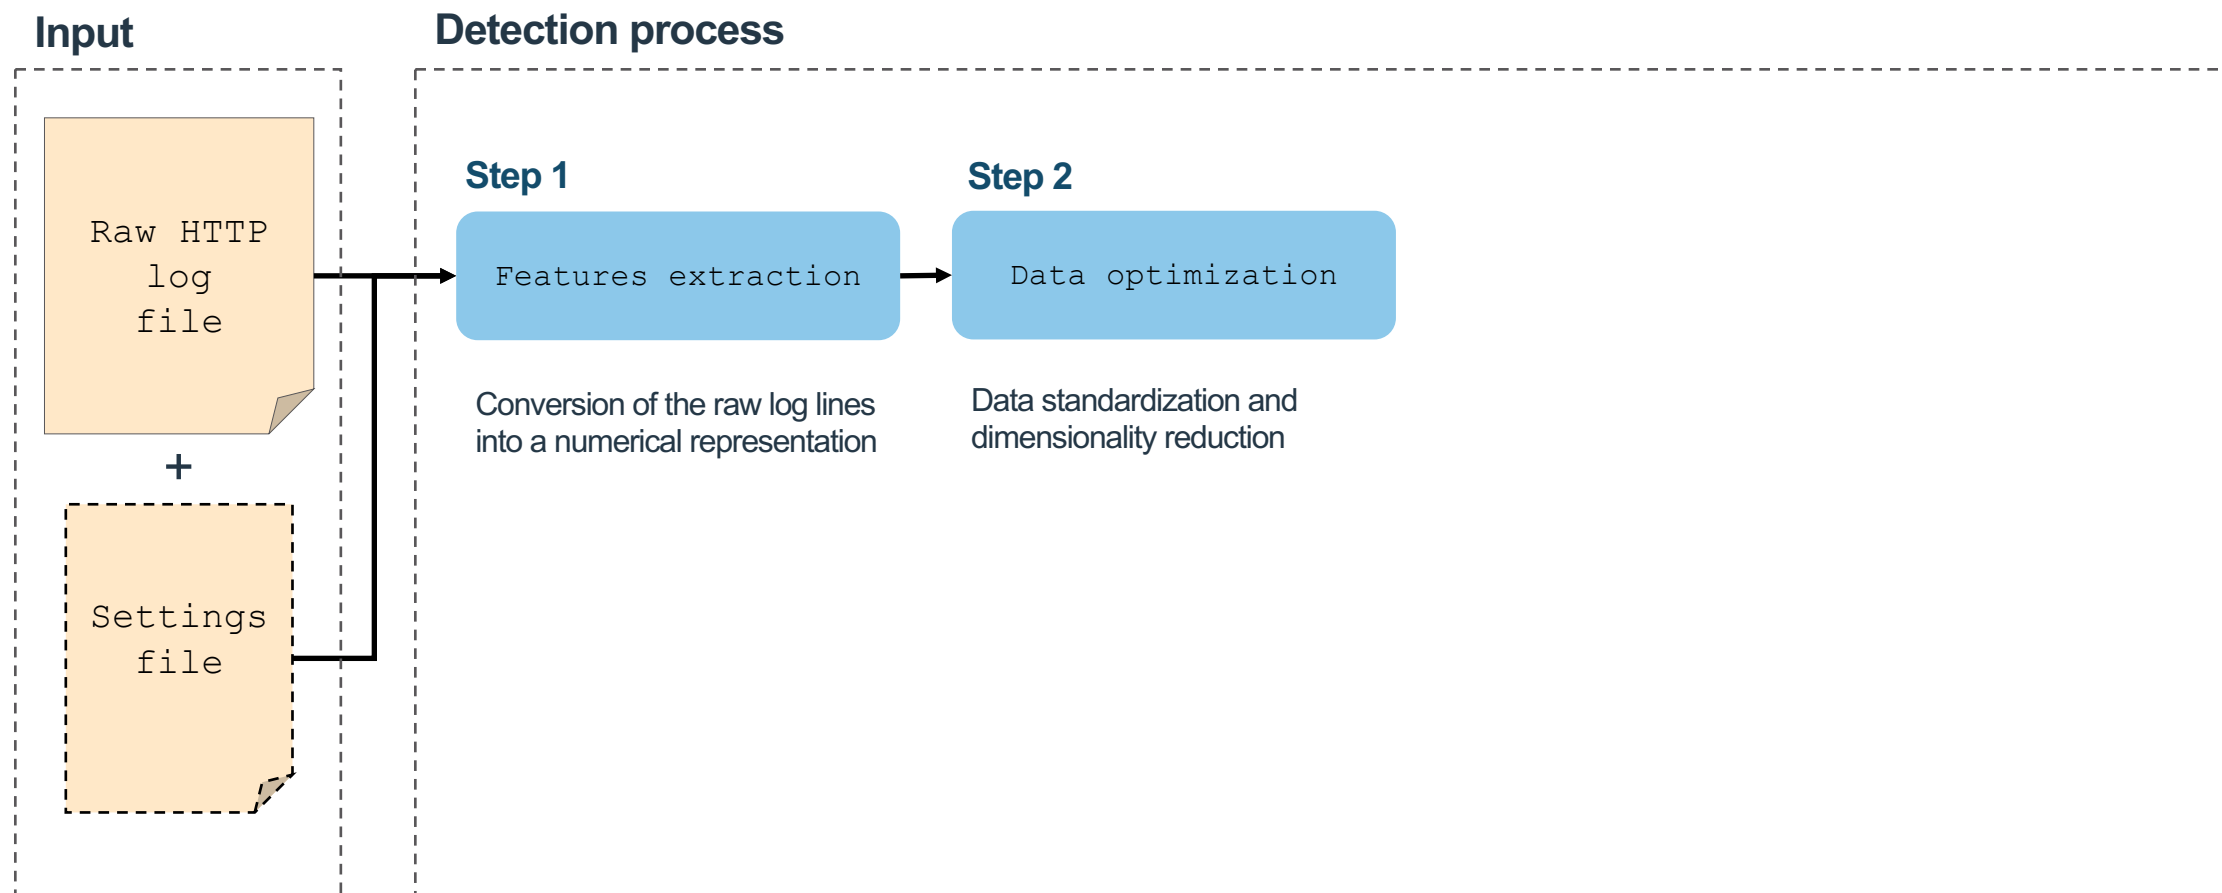 Input
Detection process
Raw HTTP
log
file
+
Settings
file
Step 1
Features extraction
Conversion of the raw log lines
into a numerical representation
Step 2
Data optimization
Data standardization and
dimensionality reduction